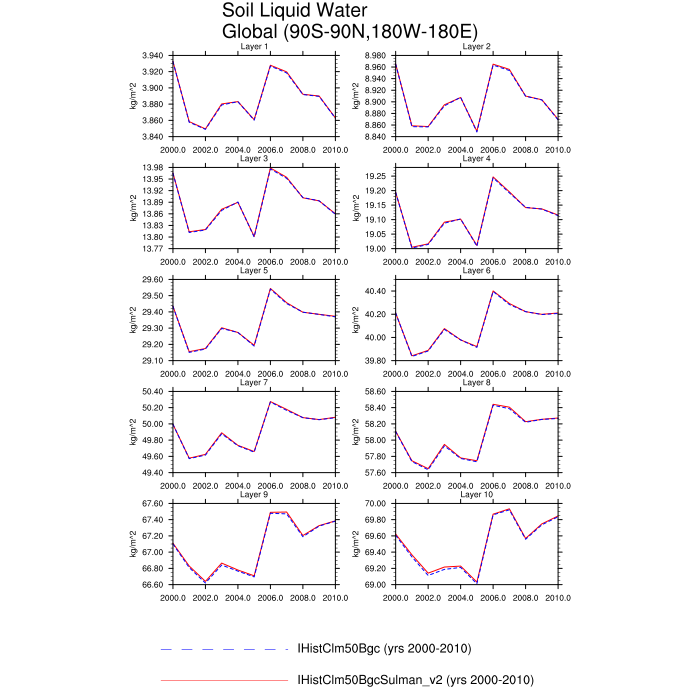 Soil Liquid Water
Global (90S-90N,180W-180E)
Layer 1
Layer 2
3.940
3.920
3.900
3.880
3.860
3.840
kg/m^2
2000.0 2002.0 2004.0 2006.0 2008.0 2010.0
8.980
8.960
8.940
8.920
8.900
8.880
8.860
8.840
kg/m^2
2000.0 2002.0 2004.0 2006.0 2008.0 2010.0
Layer 3
Layer 4
13.98
13.95
13.92
13.89
13.86
13.83
13.80
13.77
kg/m^2
2000.0 2002.0 2004.0 2006.0 2008.0 2010.0
19.25
19.20
19.15
19.10
19.05
19.00
kg/m^2
2000.0 2002.0 2004.0 2006.0 2008.0 2010.0
Layer 5
Layer 6
29.60
29.50
29.40
29.30
29.20
29.10
kg/m^2
2000.0 2002.0 2004.0 2006.0 2008.0 2010.0
40.40
40.20
40.00
39.80
kg/m^2
2000.0 2002.0 2004.0 2006.0 2008.0 2010.0
Layer 7
Layer 8
50.40
50.20
50.00
49.80
49.60
49.40
kg/m^2
2000.0 2002.0 2004.0 2006.0 2008.0 2010.0
58.60
58.40
58.20
58.00
57.80
57.60
kg/m^2
2000.0 2002.0 2004.0 2006.0 2008.0 2010.0
Layer 9
Layer 10
67.60
67.40
67.20
67.00
66.80
66.60
kg/m^2
2000.0 2002.0 2004.0 2006.0 2008.0 2010.0
70.00
69.80
69.60
69.40
69.20
69.00
kg/m^2
2000.0 2002.0 2004.0 2006.0 2008.0 2010.0
IHistClm50Bgc (yrs 2000-2010)
IHistClm50BgcSulman_v2 (yrs 2000-2010)